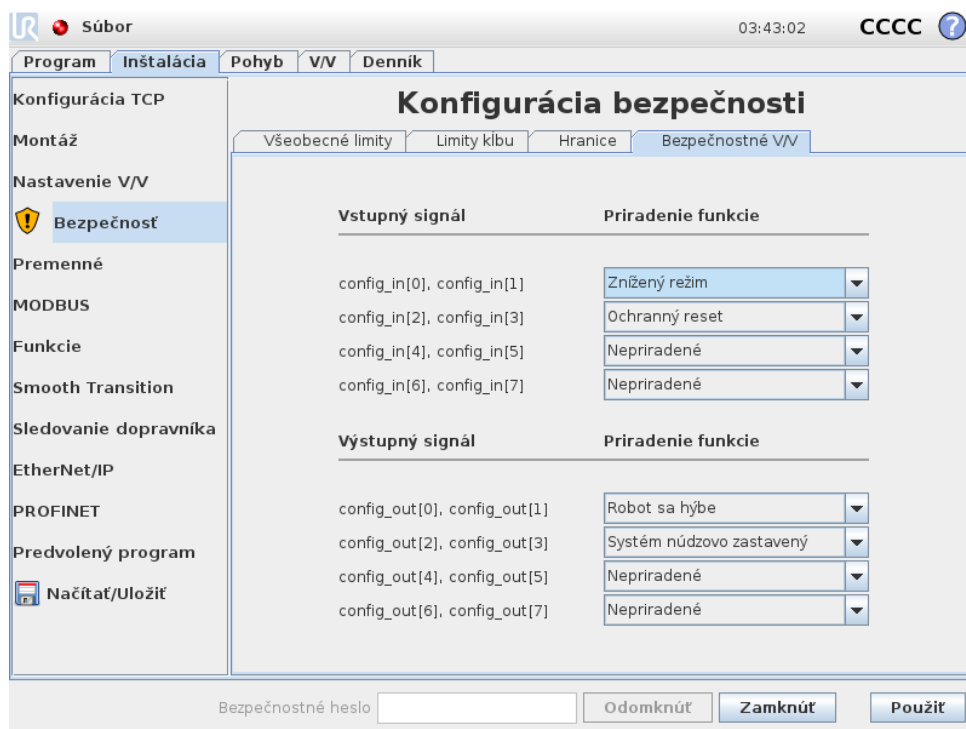 Súbor 03:43:02 CCCC ?
Program Inštalácia Pohyb V/V Denník
Konfigurácia TCP
Montáž
Nastavenie V/V
Bezpečnosť
Premenné
MODBUS
Funkcie
Smooth Transition
Sledovanie dopravníka
EtherNet/IP
PROFINET
Predvolený program
Načítať/Uložiť
Konfigurácia bezpečnosti
Všeobecné limity Limity kĺbu Hranice Bezpečnostné V/V
Vstupný signál Priradenie funkcie
config_in[0], config_in[1] Znížený režim
config_in[2], config_in[3] Ochranný reset
config_in[4], config_in[5] Nepriradené
config_in[6], config_in[7] Nepriradené
Výstupný signál Priradenie funkcie
config_out[0], config_out[1] Robot sa hýbe
config_out[2], config_out[3] Systém núdzovo zastavený
config_out[4], config_out[5] Nepriradené
config_out[6], config_out[7] Nepriradené
Bezpečnostné heslo Odomknúť Zamknúť Použiť